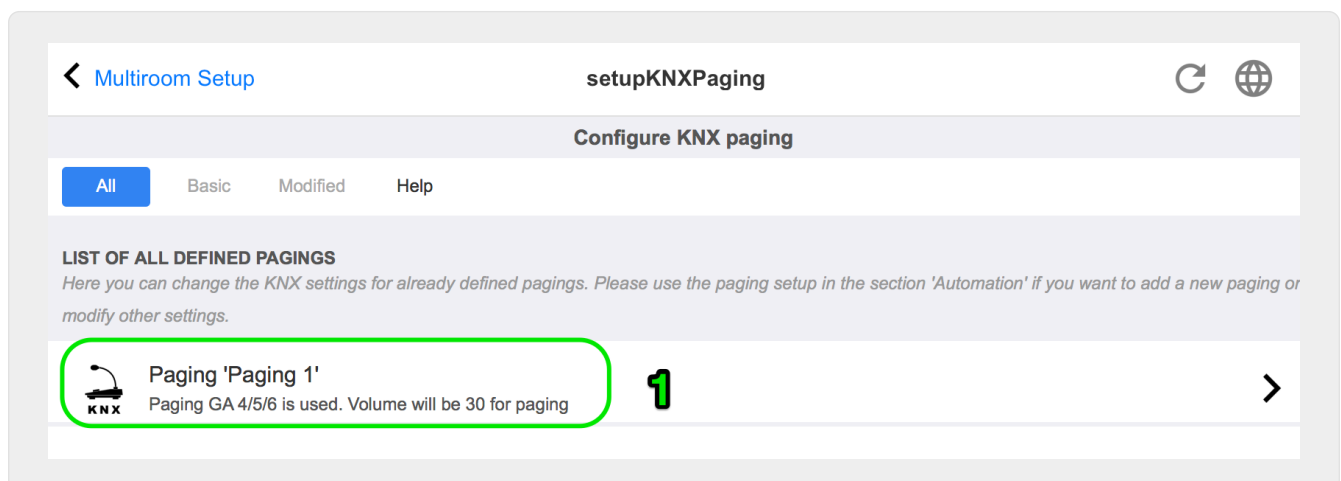 Multiroom Setup
setupKNXPaging
Configure KNX paging
All
Basic
Modified
Help
LIST OF ALL DEFINED PAGINGS
Here you can change the KNX settings for already defined pagings. Please use the paging setup in the section 'Automation' if you want to add a new paging or
modify other settings.
Paging 'Paging 1'
KNX
Paging GA 4/5/6 is used. Volume will be 30 for paging
1